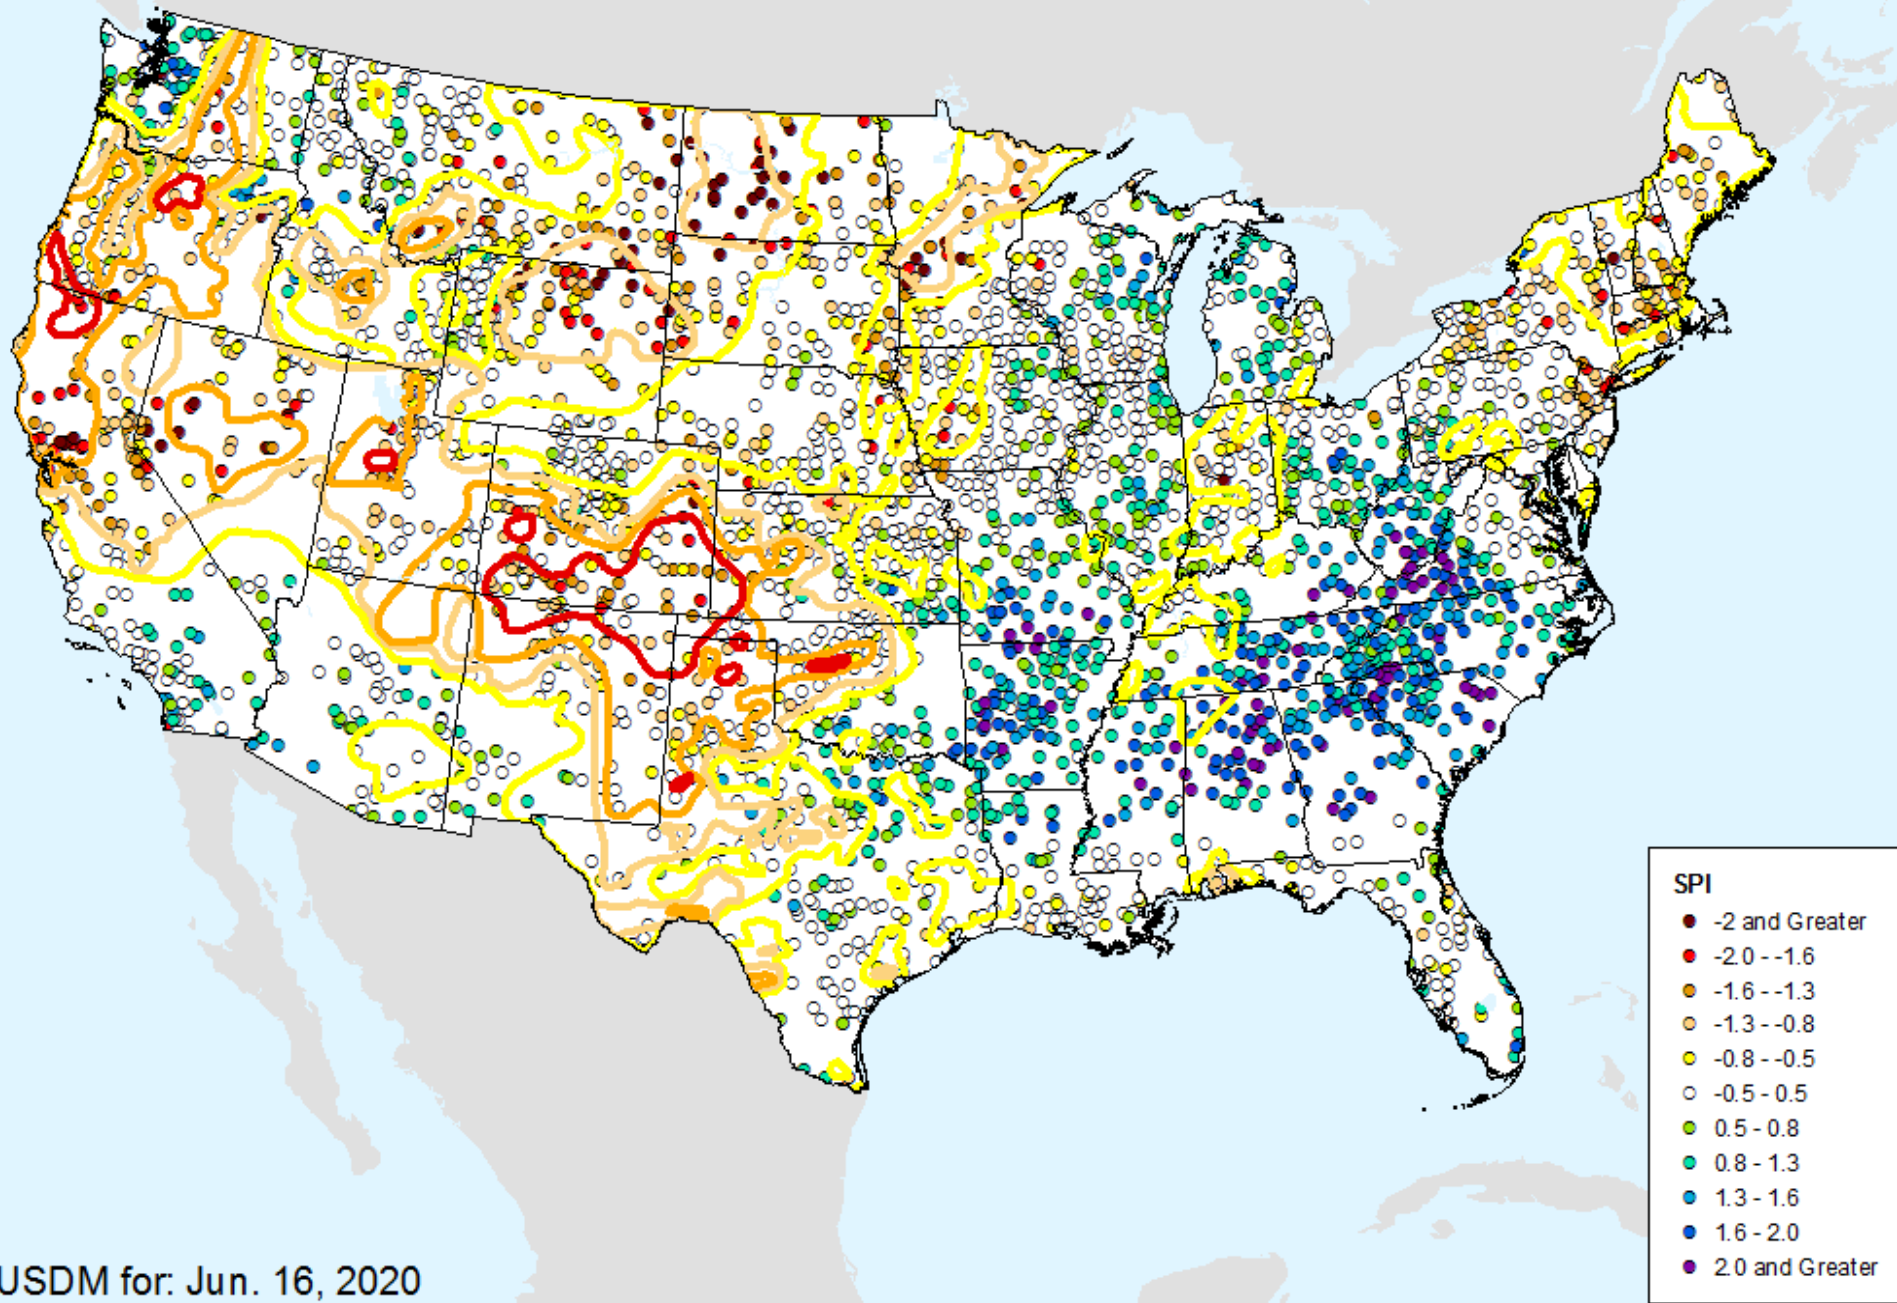 SPI
-2 and Greater
-2.0 - -1.6
-1.6 - -1.3
-1.3 - -0.8
-0.8 - -0.5
-0.5 - 0.5
0.5 - 0.8
0.8 - 1.3
1.3 - 1.6
1.6 - 2.0
2.0 and Greater
USDM for: Jun. 16, 2020